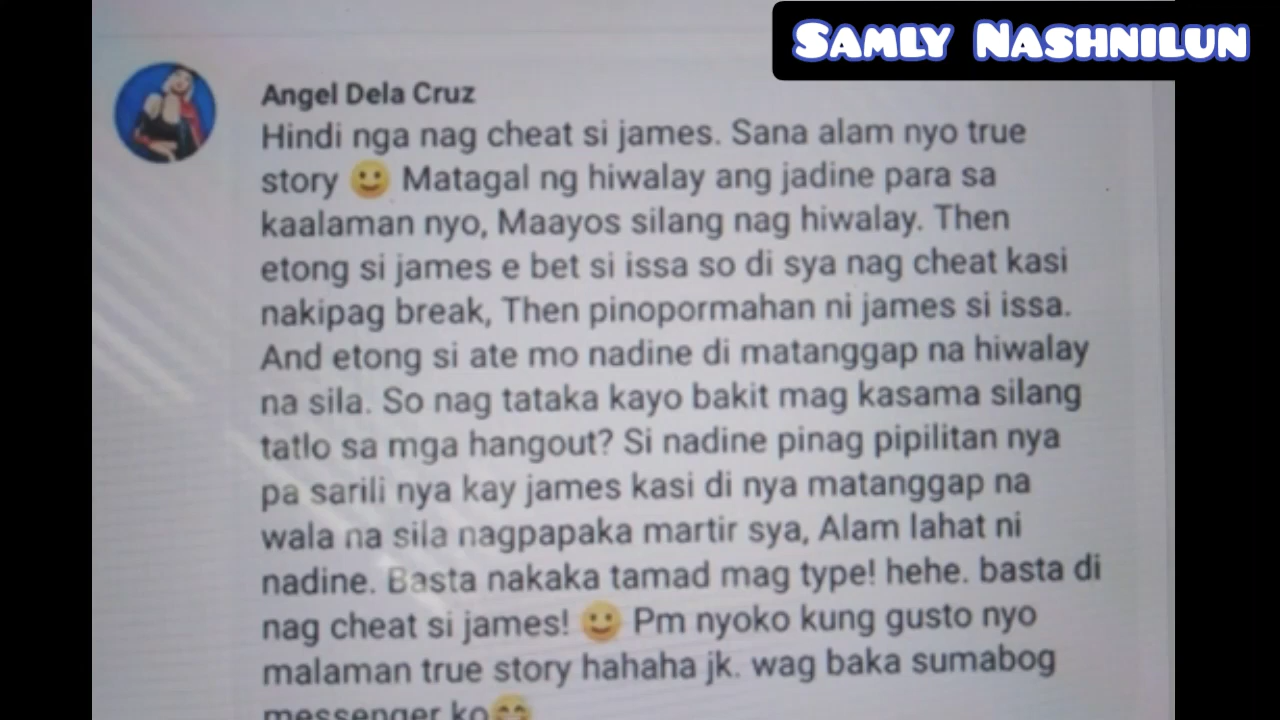 SAMLY NASHNILUN
Angel Dela Cruz
Hindi nga nag cheat si james. Sana alam nyo true
story 🙂 Matagal ng hiwalay ang jadine para sa
kaalaman nyo, Maayos silang nag hiwalay. Then
etong si james e bet si issa so di sya nag cheat kasi
nakipag break, Then pinopormahan ni james si issa.
And etong si ate mo nadine di matanggap na hiwalay
na sila. So nag tataka kayo bakit mag kasama silang
tatlo sa mga hangout? Si nadine pinag pipilitan nya
pa sarili nya kay james kasi di nya matanggap na
wala na sila nagpapaka martir sya, Alam lahat ni
nadine. Basta nakaka tamad mag type! hehe. basta di
nag cheat si james! 🙂 Pm nyoko kung gusto nyo
malaman true story hahaha jk. wag baka sumabog
messenger ko😁